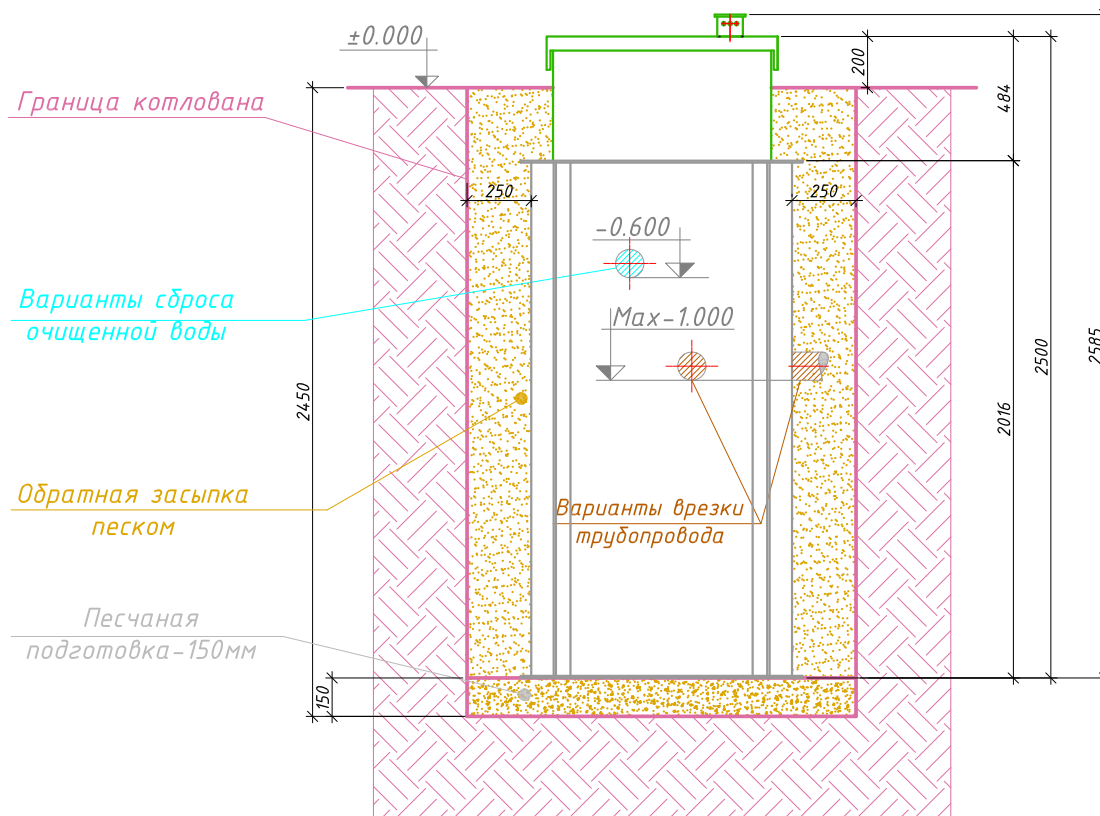 ±0.000
200
484
Граница котлована
250
250
-0.600
Варианты сброса
очищенной воды
Max-1.000
2585
2500
2450
2016
Обратная засыпка
песком
Варианты врезки
трубопровода
Песчаная
подготовка-150мм
150